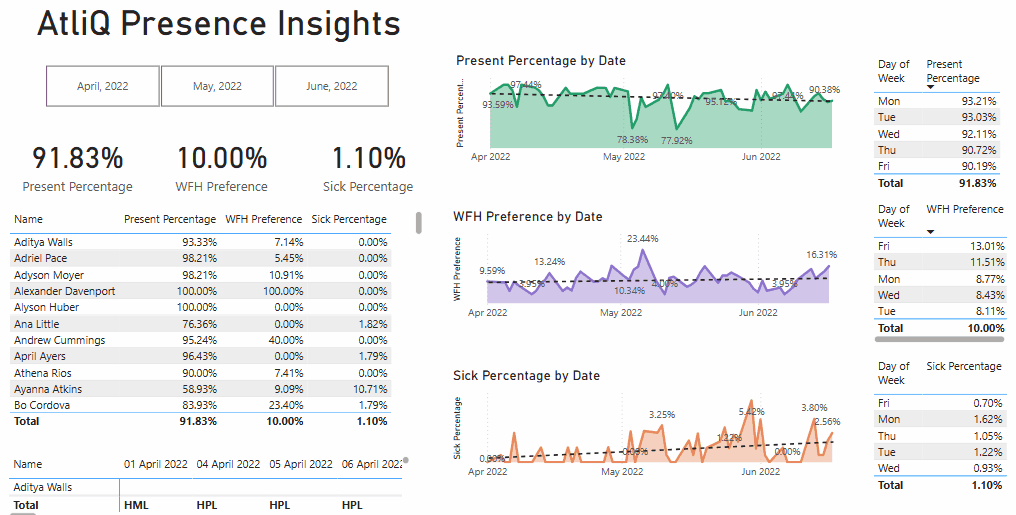 AtliQ Presence Insights
April, 2022 May, 2022 June, 2022
91.83% 10.00% 1.10%
Present Percentage WFH Preference Sick Percentage
Name Present Percentage WFH Preference Sick Percentage
Aditya Walls 93.33% 7.14% 0.00%
Adriel Pace 98.21% 5.45% 0.00%
Adyson Moyer 98.21% 10.91% 0.00%
Alexander Davenport 100.00% 100.00% 0.00%
Alyson Huber 100.00% 0.00% 0.00%
Ana Little 76.36% 0.00% 1.82%
Andrew Cummings 95.24% 40.00% 0.00%
April Ayers 96.43% 0.00% 1.79%
Athena Rios 90.00% 7.41% 0.00%
Ayanna Atkins 58.93% 9.09% 10.71%
Bo Cordova 83.93% 23.40% 1.79%
Total 91.83% 10.00% 1.10%
Name 01 April 2022 04 April 2022 05 April 2022 06 April 2022
Aditya Walls
Total HML HPL HPL HPL
Present Percentage by Date
Present Percent...
93.59% 97.44% 78.38% 77.92% 95.12% 97.44% 90.38%
Apr 2022 May 2022 Jun 2022
WFH Preference by Date
WFH Preference
9.59% 3.95% 13.24% 10.34% 23.44% 4.00% 3.95% 16.31%
Apr 2022 May 2022 Jun 2022
Sick Percentage by Date
Sick Percentage
0.00% 0.00% 3.25% 1.22% 5.42% 0.00% 3.80% 2.56%
Apr 2022 May 2022 Jun 2022
Day of Present
Week Percentage
Mon 93.21%
Tue 93.03%
Wed 92.11%
Thu 90.72%
Fri 90.19%
Total 91.83%
Day of WFH Preference
Week
Fri 13.01%
Thu 11.51%
Mon 8.77%
Wed 8.43%
Tue 8.11%
Total 10.00%
Day of Sick Percentage
Week
Fri 0.70%
Mon 1.62%
Thu 1.05%
Tue 1.22%
Wed 0.93%
Total 1.10%